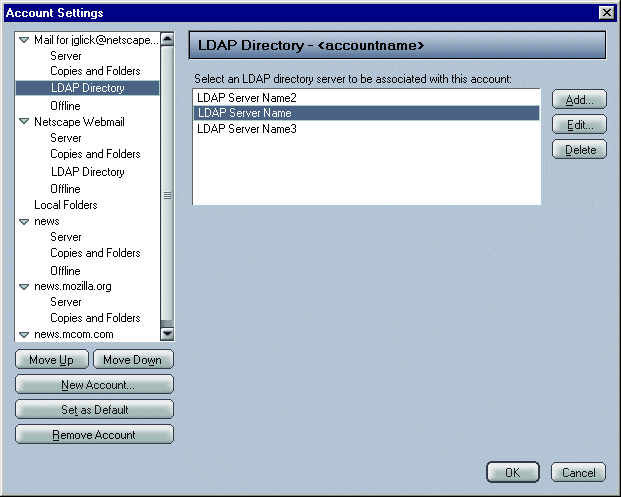 Account Settings
Mail for jglick@netscape...
Server
Copies and Folders
LDAP Directory
Offline
Netscape Webmail
Server
Copies and Folders
LDAP Directory
Offline
Local Folders
news
Server
Copies and Folders
Offline
news.mozilla.org
Server
Copies and Folders
news.mcom.com
Move Up
Move Down
New Account...
Set as Default
Remove Account
LDAP Directory - <accountname>
Select an LDAP directory server to be associated with this account:
LDAP Server Name2
LDAP Server Name
LDAP Server Name3
Add...
Edit...
Delete
OK
Cancel